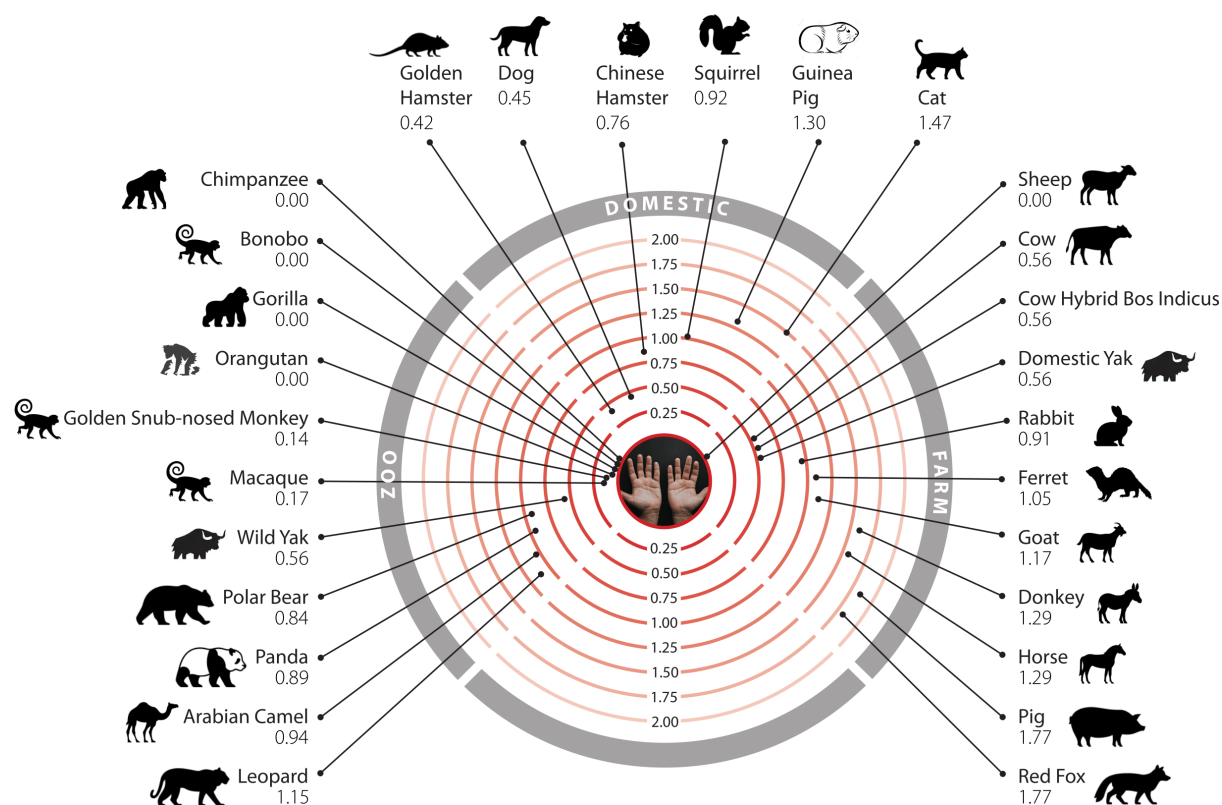 Golden
Hamster
0.42
Dog
0.45
Chinese
Hamster
0.76
Squirrel
0.92
Guinea
Pig
1.30
Cat
1.47
Chimpanzee
0.00
Bonobo
0.00
Gorilla
0.00
Orangutan
0.00
Golden Snub-nosed Monkey
0.14
Macaque
0.17
Wild Yak
0.56
Polar Bear
0.84
Panda
0.89
Arabian Camel
0.94
Leopard
1.15
DOMESTIC
2.00
1.75
1.50
1.25
1.00
0.75
0.50
0.25
ZOO
FARM
0.25
0.50
0.75
1.00
1.25
1.50
1.75
2.00
Sheep
0.00
Cow
0.56
Cow Hybrid Bos Indicus
0.56
Domestic Yak
0.56
Rabbit
0.91
Ferret
1.05
Goat
1.17
Donkey
1.29
Horse
1.29
Pig
1.77
Red Fox
1.77